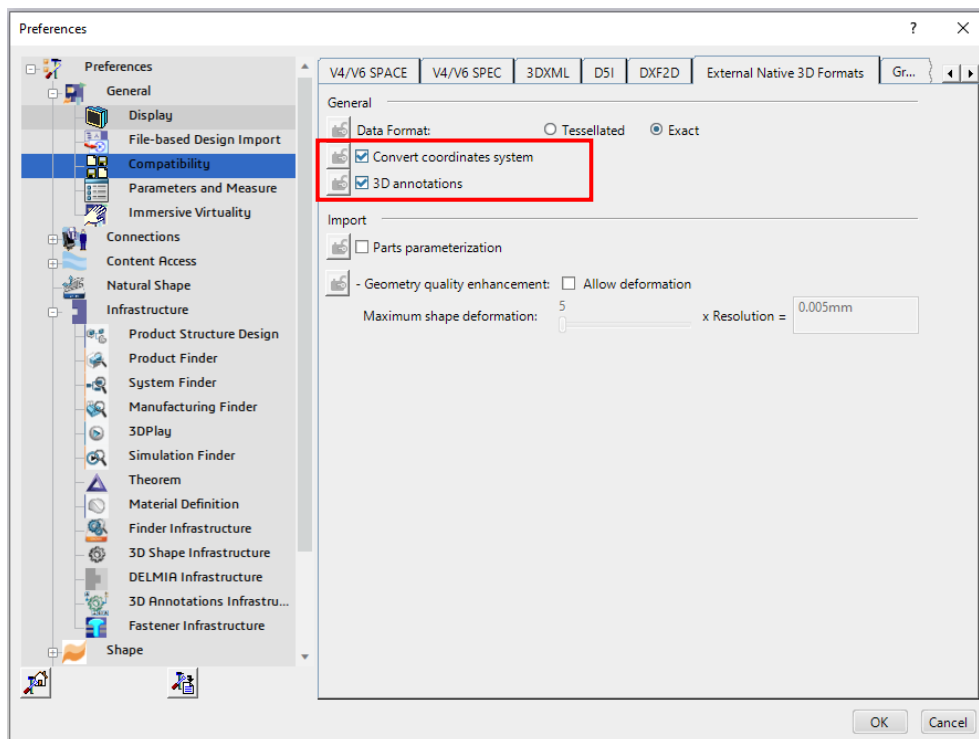 Preferences
?
Preferences
General
Display
File-based Design Import
Compatibility
Parameters and Measure
Immersive Virtuality
Connections
Content Access
Natural Shape
Infrastructure
Product Structure Design
Product Finder
System Finder
Manufacturing Finder
3DPlay
Simulation Finder
Theorem
Material Definition
Finder Infrastructure
3D Shape Infrastructure
DELMIA Infrastructure
3D Annotations Infrastru...
Fastener Infrastructure
Shape
V4/V6 SPACE V4/V6 SPEC 3DXML D5I DXF2D External Native 3D Formats Gr...
General
Data Format: Tessellated Exact
Convert coordinates system
3D annotations
Import
Parts parameterization
- Geometry quality enhancement: Allow deformation
Maximum shape deformation: 5 x Resolution = 0.005mm
OK Cancel